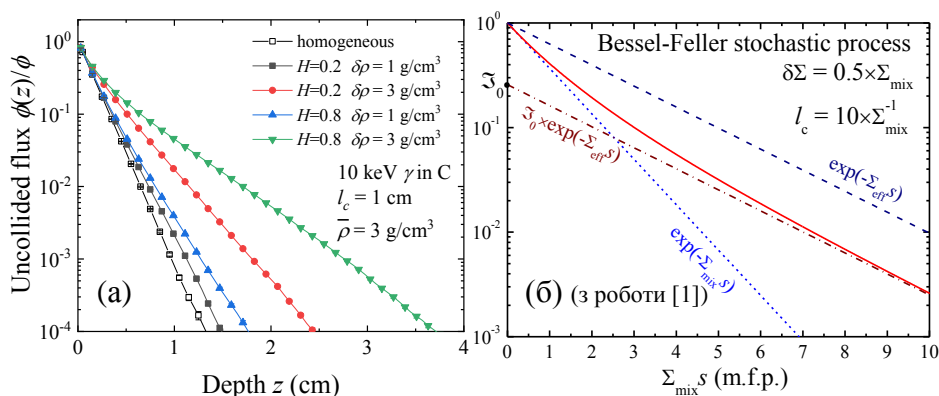 Uncollided flux ϕ(z)/ϕ
10⁰
10⁻¹
10⁻²
10⁻³
10⁻⁴
homogeneous
H=0.2 δρ = 1 g/cm³
H=0.2 δρ = 3 g/cm³
H=0.8 δρ = 1 g/cm³
H=0.8 δρ = 3 g/cm³
10 keV γ in C
l_c = 1 cm
ρ̅ = 3 g/cm³
(a)
0 1 2 3 4
Depth z (cm)
ℑ
10⁰
10⁻¹
10⁻²
10⁻³
Bessel-Feller stochastic process
δΣ = 0.5×Σ_mix
l_c = 10×Σ_mix⁻¹
ℑ₀×exp(-Σ_eff s)
exp(-Σ_eff s)
exp(-Σ_mix s)
(б) (з роботи [1])
0 1 2 3 4 5 6 7 8 9 10
Σ_mix s (m.f.p.)